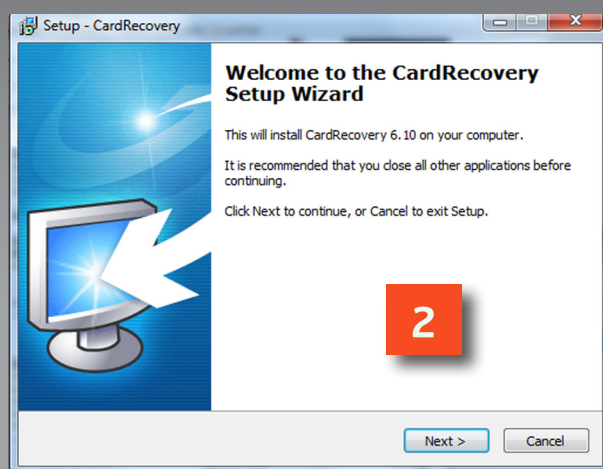 Setup - CardRecovery
Welcome to the CardRecovery
Setup Wizard
This will install CardRecovery 6.10 on your computer.
It is recommended that you close all other applications before
continuing.
Click Next to continue, or Cancel to exit Setup.
2
Next >
Cancel